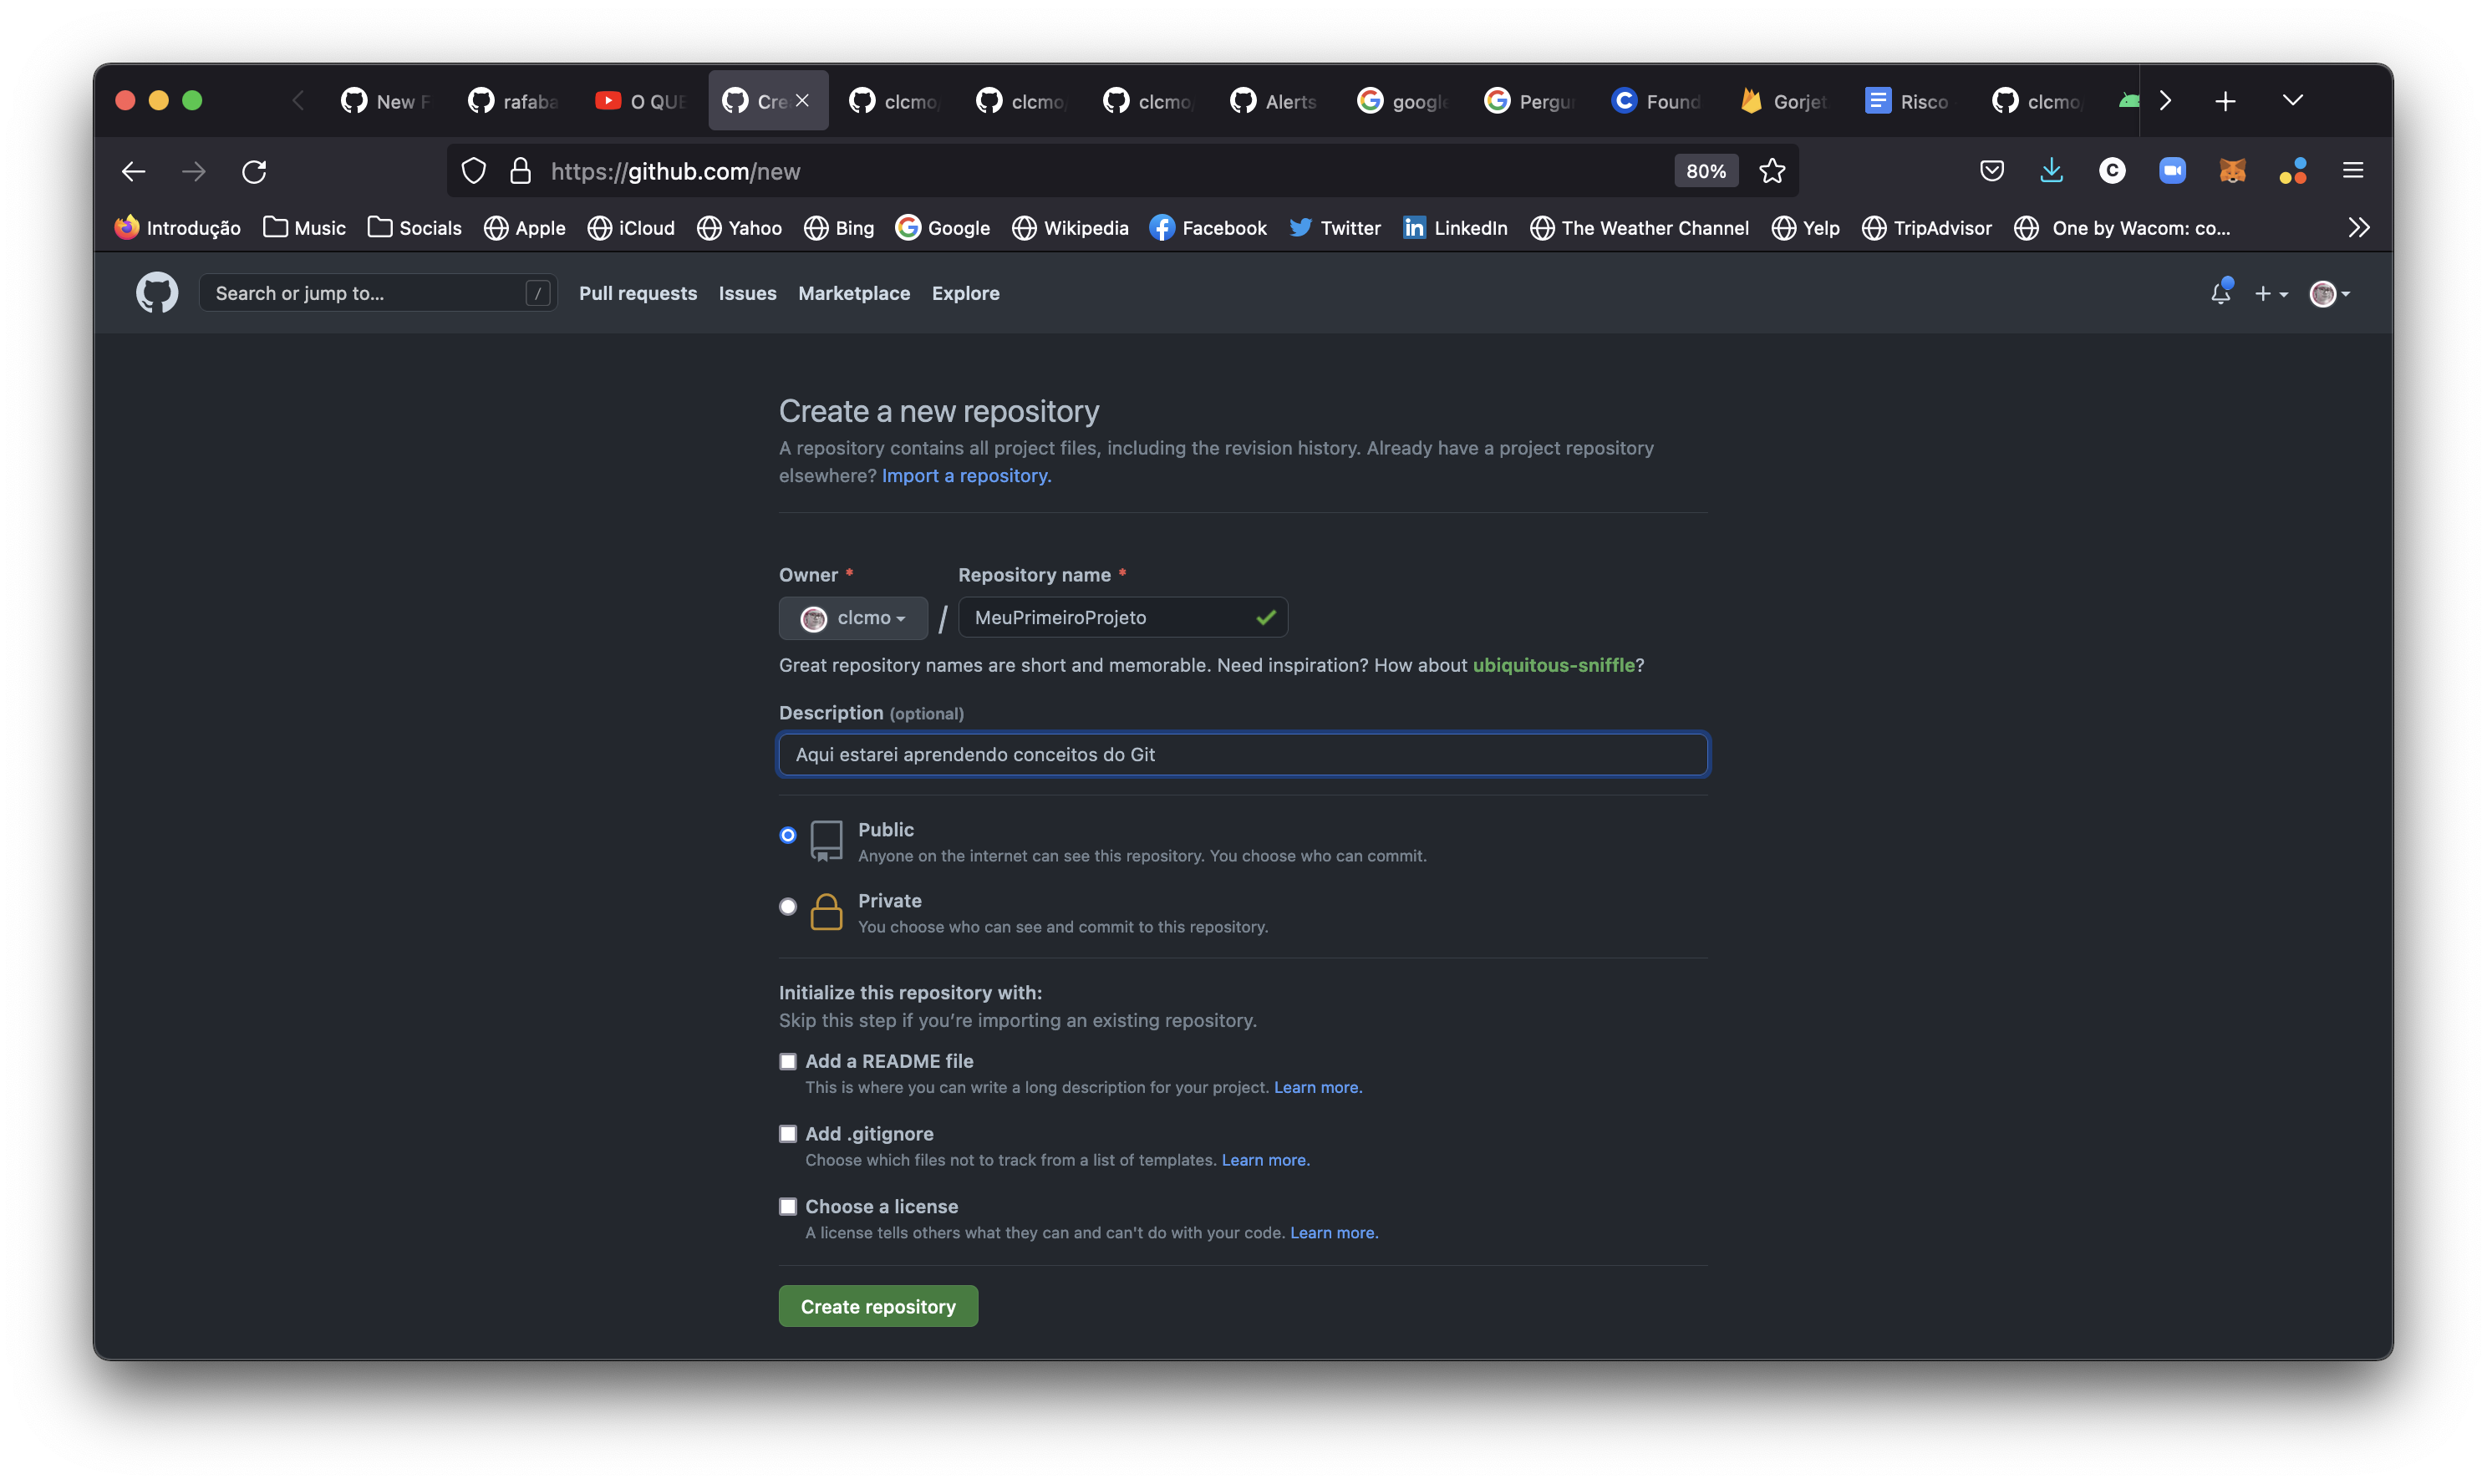 New F
rafaba
O QUE
Cre
clcmo
clcmo
clcmo
Alerts
google
Pergu
Found
Gorjet
Risco
clcmo
https://github.com/new
80%
Introdução Music Socials Apple iCloud Yahoo Bing Google Wikipedia Facebook Twitter LinkedIn The Weather Channel Yelp TripAdvisor One by Wacom: co...
Search or jump to... / Pull requests Issues Marketplace Explore
Create a new repository
A repository contains all project files, including the revision history. Already have a project repository
elsewhere? Import a repository.
Owner * Repository name *
clcmo / MeuPrimeiroProjeto
Great repository names are short and memorable. Need inspiration? How about ubiquitous-sniffle?
Description (optional)
Aqui estarei aprendendo conceitos do Git
Public
Anyone on the internet can see this repository. You choose who can commit.
Private
You choose who can see and commit to this repository.
Initialize this repository with:
Skip this step if you’re importing an existing repository.
Add a README file
This is where you can write a long description for your project. Learn more.
Add .gitignore
Choose which files not to track from a list of templates. Learn more.
Choose a license
A license tells others what they can and can't do with your code. Learn more.
Create repository